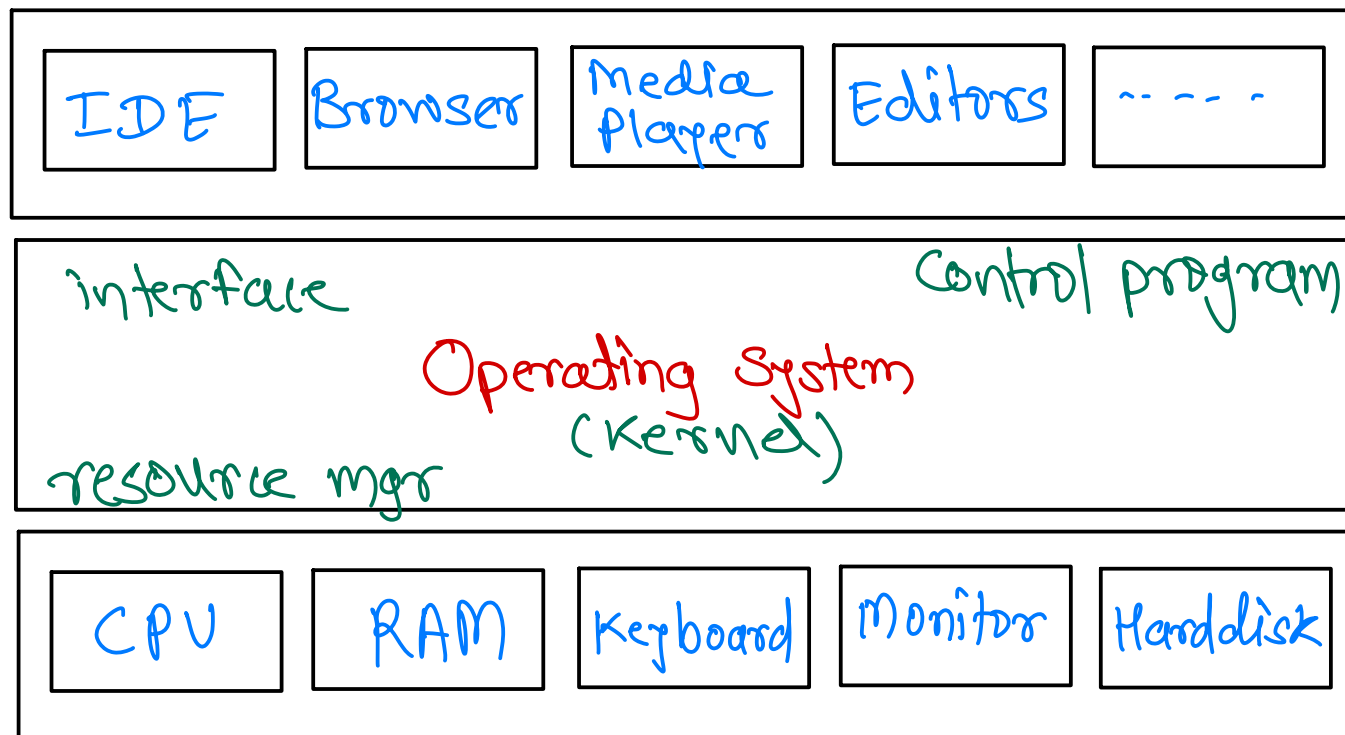 IDE
Browser
Media
Player
Editors
-----
interface
Control program
Operating System
(Kernel)
resource mgr
CPU
RAM
Keyboard
Monitor
Harddisk